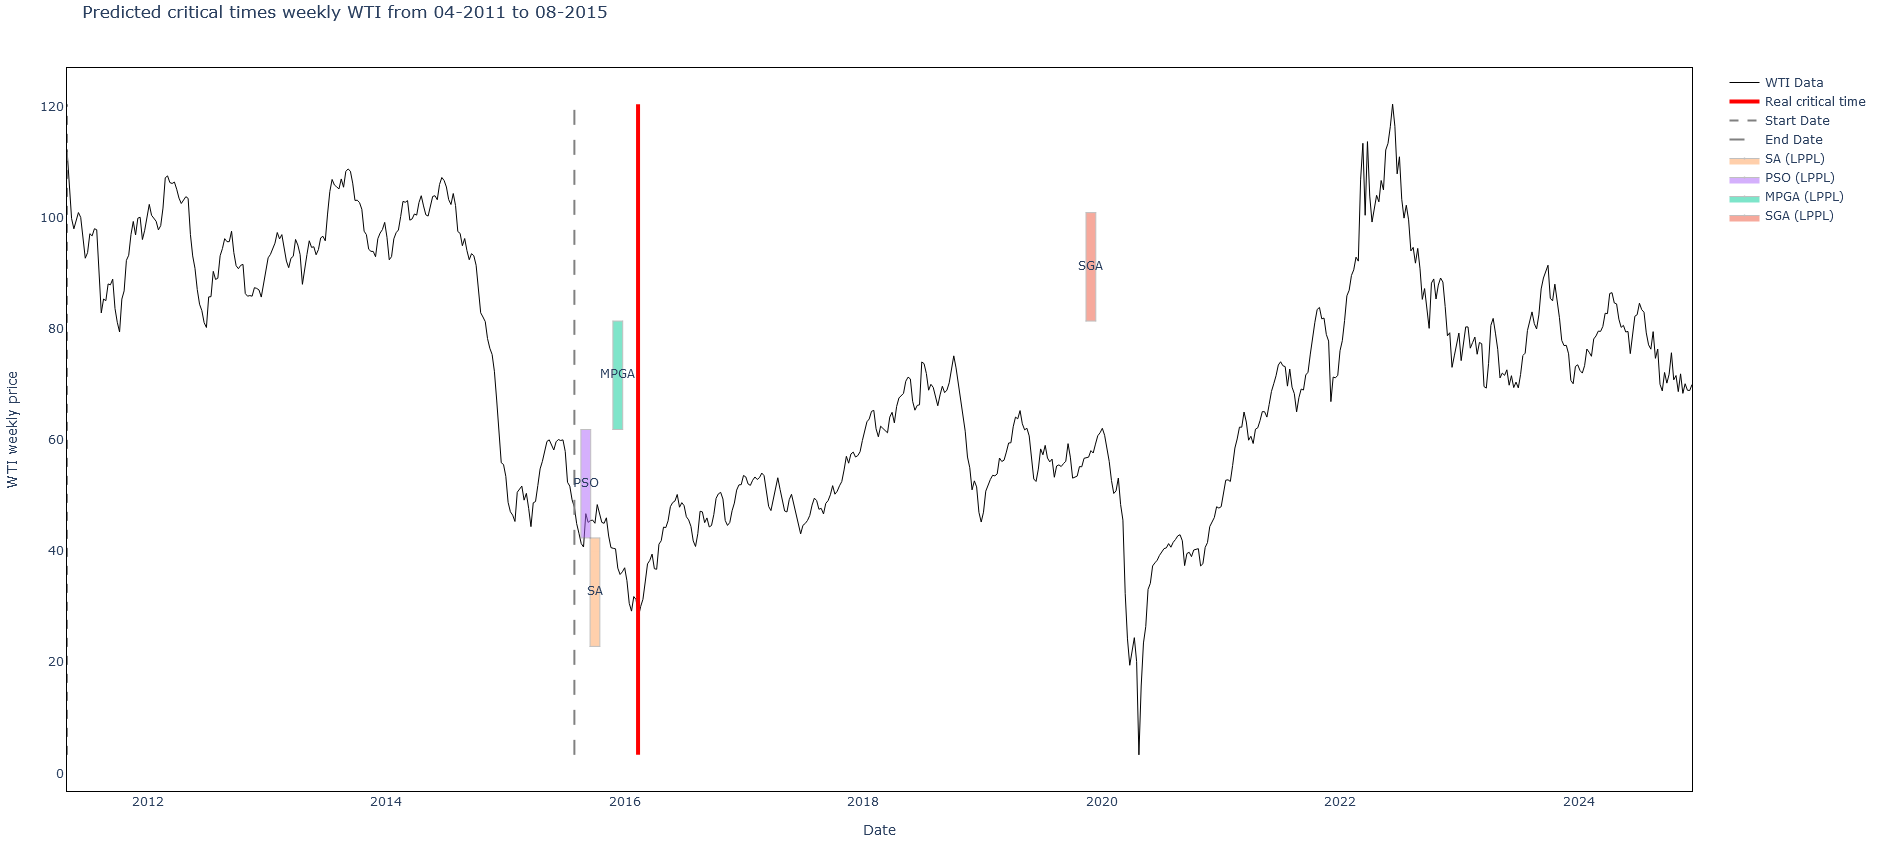 Predicted critical times weekly WTI from 04-2011 to 08-2015
WTI Data
Real critical time
Start Date
End Date
SA (LPPL)
PSO (LPPL)
MPGA (LPPL)
SGA (LPPL)
WTI weekly price
120
100
80
60
40
20
0
SGA
MPGA
PSO
SA
2012
2014
2016
2018
2020
2022
2024
Date